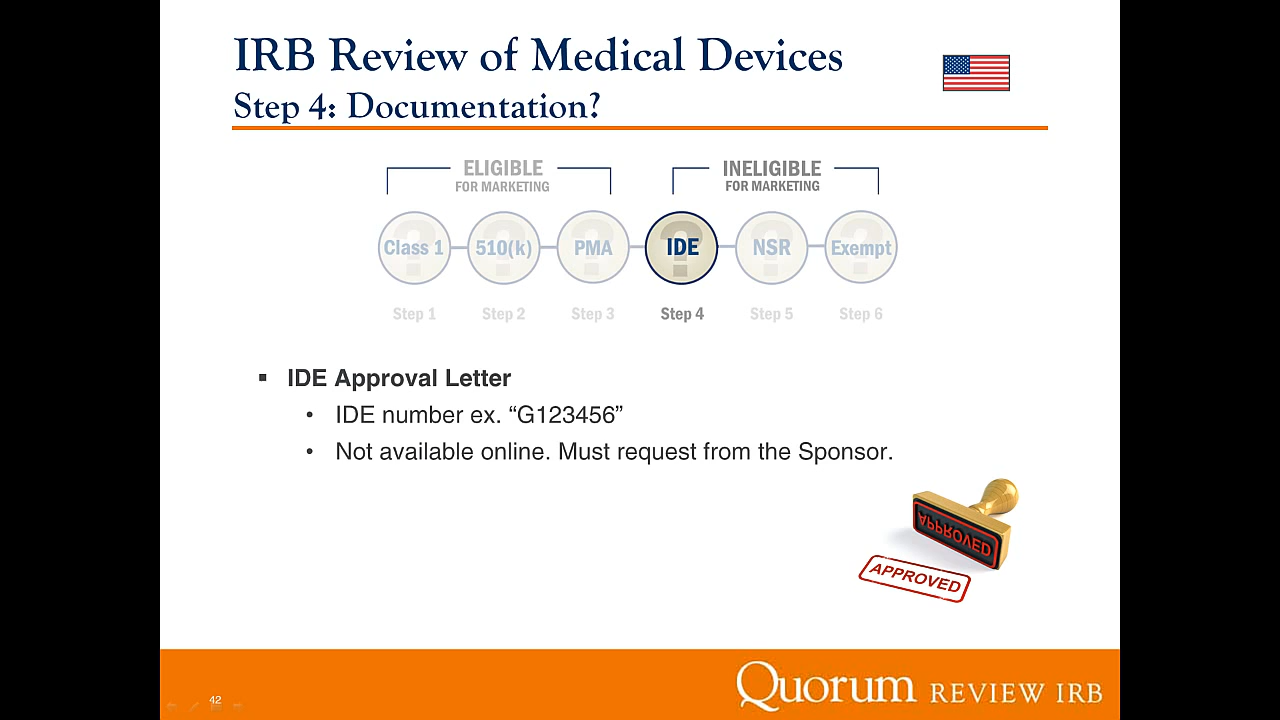 IRB Review of Medical Devices
Step 4: Documentation?
ELIGIBLE
FOR MARKETING
INELIGIBLE
FOR MARKETING
Class 1
510(k)
PMA
IDE
NSR
Exempt
Step 1
Step 2
Step 3
Step 4
Step 5
Step 6
▪ IDE Approval Letter
• IDE number ex. “G123456”
• Not available online. Must request from the Sponsor.
APPROVED
APPROVED
42
Quorum REVIEW IRB